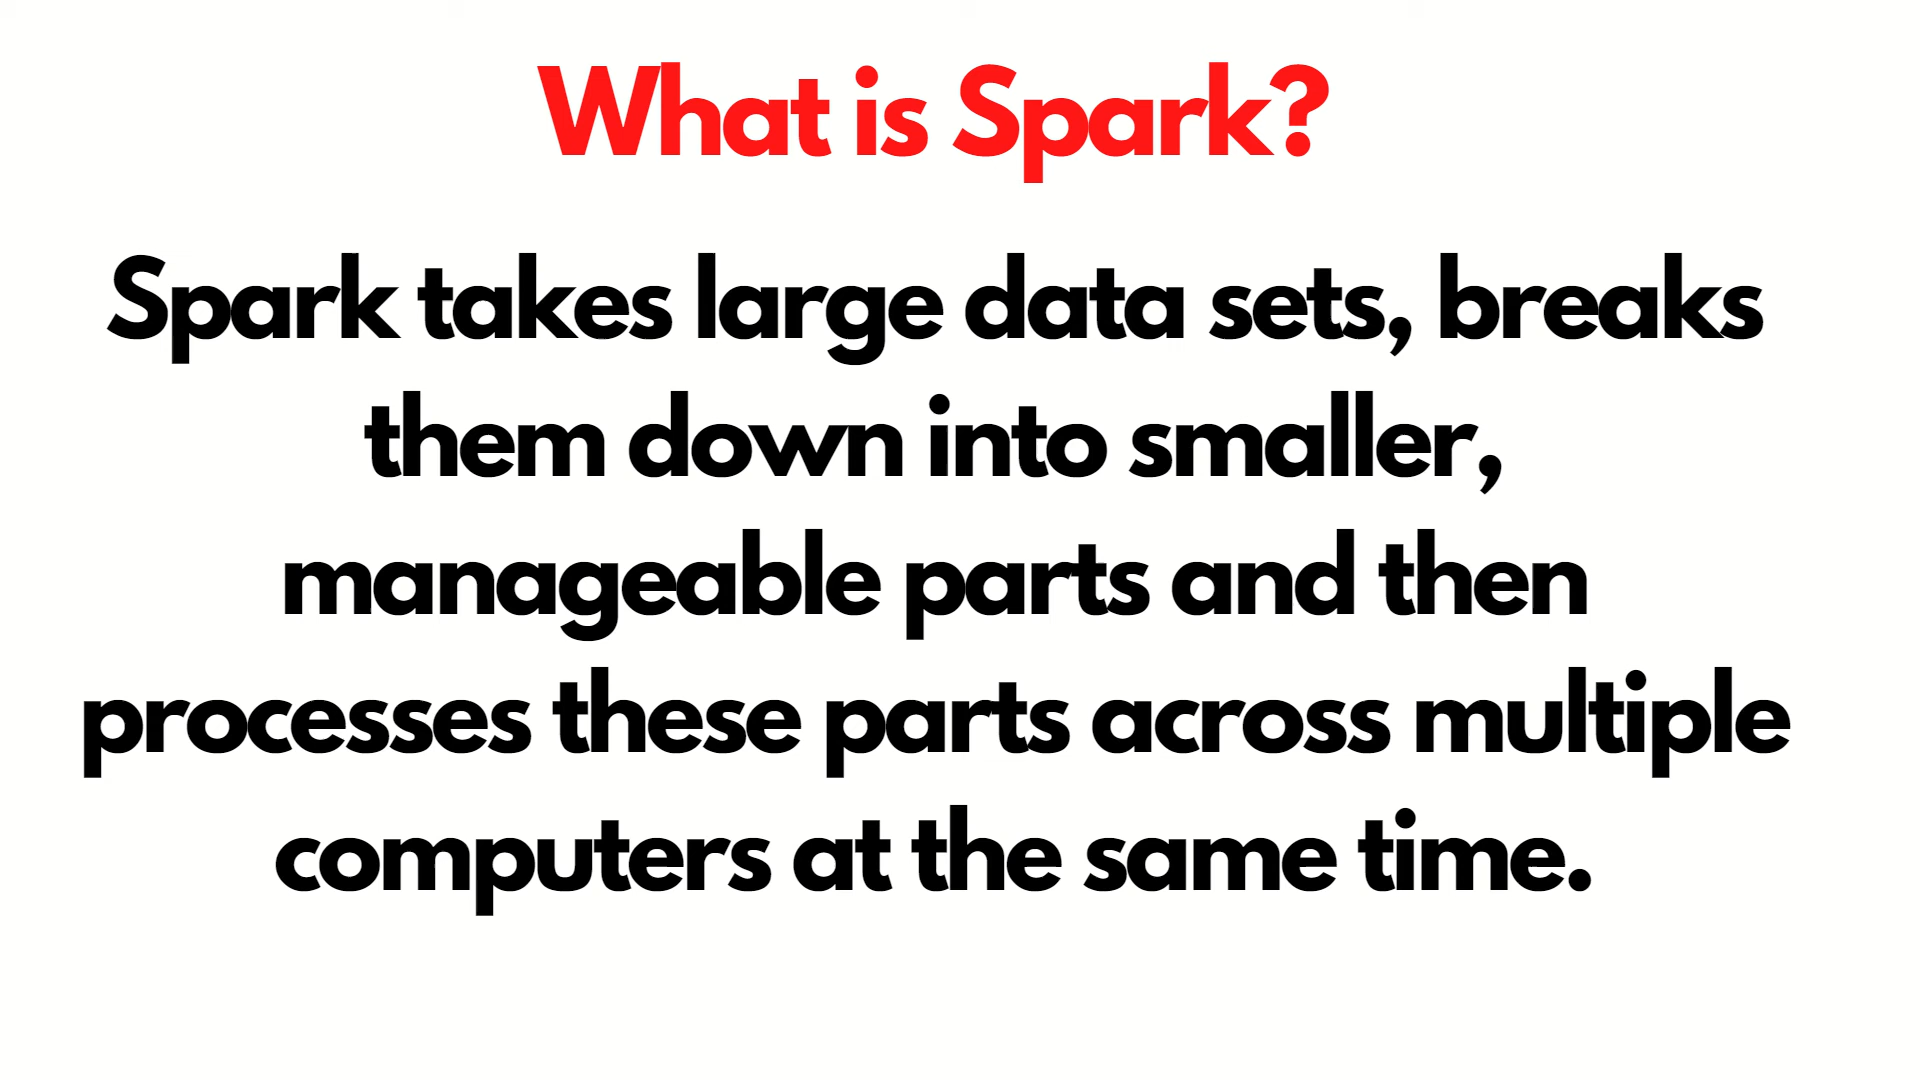 What is Spark?
Spark takes large data sets, breaks
them down into smaller,
manageable parts and then
processes these parts across multiple
computers at the same time.